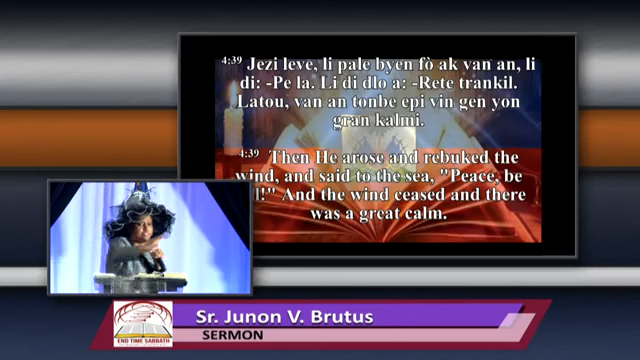 4:39 Jezi leve, li pale byen fò ak van an, li
di: -Pe la. Li di dlo a: -Rete trankil.
Latou, van an tonbe epi vin gen yon
gran kalmi.
4:39 Then He arose and rebuked the
wind, and said to the sea, "Peace, be
l!" And the wind ceased and there
was a great calm.
Sr. Junon V. Brutus
SERMON
END TIME SABBATH